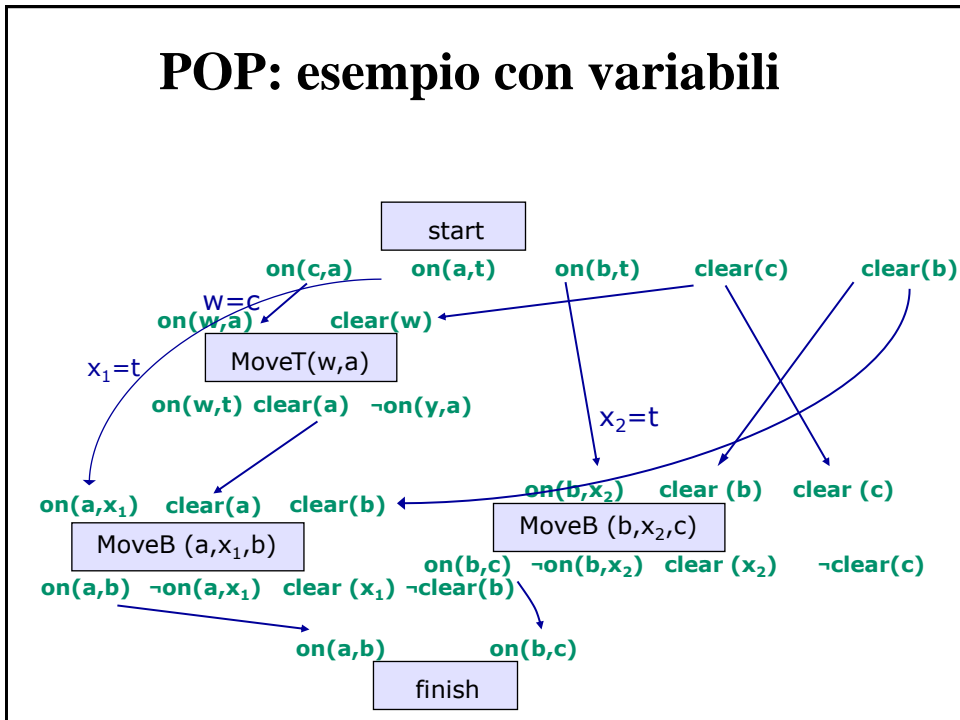 POP: esempio con variabili
start
on(c,a) on(a,t) on(b,t) clear(c) clear(b)
w=c
on(w,a) clear(w)
MoveT(w,a)
x₁=t
on(w,t) clear(a) ¬on(y,a)
x₂=t
on(a,x₁) clear(a) clear(b) on(b,x₂) clear (b) clear (c)
MoveB (a,x₁,b) MoveB (b,x₂,c)
on(b,c) ¬on(b,x₂) clear (x₂) ¬clear(c)
on(a,b) ¬on(a,x₁) clear (x₁) ¬clear(b)
on(a,b) on(b,c)
finish